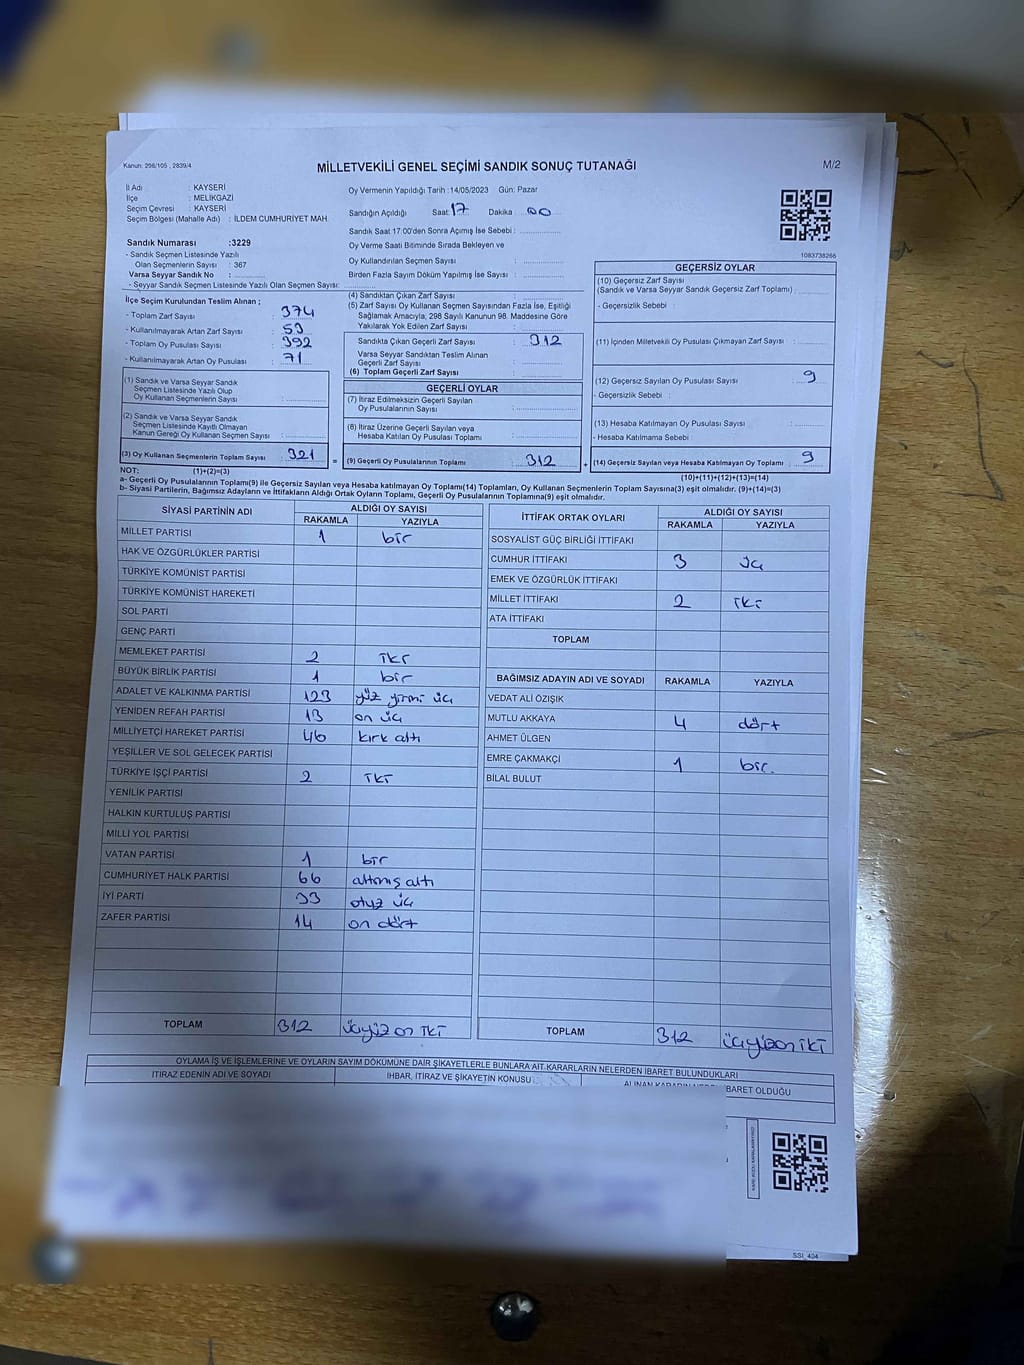 Kanun: 298/105 , 2839/4
MİLLETVEKİLİ GENEL SEÇİMİ SANDIK SONUÇ TUTANAĞI
M/2
İl Adı : KAYSERİ
İlçe : MELİKGAZİ
Seçim Çevresi : KAYSERİ
Seçim Bölgesi (Mahalle Adı) : İLDEM CUMHURİYET MAH.
Sandık Numarası :3229
- Sandık Seçmen Listesinde Yazılı
Olan Seçmenlerin Sayısı : 367
Varsa Seyyar Sandık No :
- Seyyar Sandık Seçmen Listesinde Yazılı Olan Seçmen Sayısı:
Oy Vermenin Yapıldığı Tarih :14/05/2023 Gün: Pazar
Sandığın Açıldığı Saat: 17 Dakika : 00
Sandık Saat 17:00'den Sonra Açımış İse Sebebi :
Oy Verme Saati Bitiminde Sırada Bekleyen ve
Oy Kullandırılan Seçmen Sayısı :
Birden Fazla Sayım Döküm Yapılmış İse Sayısı :
1083738266
İlçe Seçim Kurulundan Teslim Alınan ;
- Toplam Zarf Sayısı : 374
- Kullanılmayarak Artan Zarf Sayısı : 53
- Toplam Oy Pusulası Sayısı : 392
- Kullanılmayarak Artan Oy Pusulası : 71
(1) Sandık ve Varsa Seyyar Sandık
Seçmen Listesinde Yazılı Olup
Oy Kullanan Seçmenlerin Sayısı :
(2) Sandık ve Varsa Seyyar Sandık
Seçmen Listesinde Kayıtlı Olmayan
Kanun Gereği Oy Kullanan Seçmen Sayısı :
(3) Oy Kullanan Seçmenlerin Toplam Sayısı : 321
(4) Sandıktan Çıkan Zarf Sayısı :
(5) Zarf Sayısı Oy Kullanan Seçmen Sayısından Fazla İse, Eşitliği
Sağlamak Amacıyla, 298 Sayılı Kanunun 98. Maddesine Göre
Yakılarak Yok Edilen Zarf Sayısı :
Sandıkta Çıkan Geçerli Zarf Sayısı : 312
Varsa Seyyar Sandıktan Teslim Alınan
Geçerli Zarf Sayısı :
(6) Toplam Geçerli Zarf Sayısı :
GEÇERLİ OYLAR
(7) İtiraz Edilmeksizin Geçerli Sayılan
Oy Pusulalarının Sayısı :
(8) İtiraz Üzerine Geçerli Sayılan veya
Hesaba Katılan Oy Pusulası Toplamı :
= (9) Geçerli Oy Pusulalarının Toplamı : 312
GEÇERSİZ OYLAR
(10) Geçersiz Zarf Sayısı
(Sandık ve Varsa Seyyar Sandık Geçersiz Zarf Toplamı) :
- Geçersizlik Sebebi :
(11) İçinden Milletvekili Oy Pusulası Çıkmayan Zarf Sayısı :
(12) Geçersiz Sayılan Oy Pusulası Sayısı : 9
- Geçersizlik Sebebi :
(13) Hesaba Katılmayan Oy Pusulası Sayısı :
- Hesaba Katılmama Sebebi :
+ (14) Geçersiz Sayılan veya Hesaba Katılmayan Oy Toplamı : 9
NOT: (1)+(2)=(3)
(10)+(11)+(12)+(13)=(14)
a- Geçerli Oy Pusulasının Toplamı(9) ile Geçersiz Sayılan veya Hesaba Katılmayan Oy Toplamı(14) Toplamları, Oy Kullanan Seçmenlerin Toplam Sayısına(3) eşit olmalıdır. (9)+(14)=(3)
b- Siyasi Partilerin, Bağımsız Adayların ve İttifakların Aldığı Ortak Oyların Toplamı, Geçerli Oy Pusulalarının Toplamına(9) eşit olmalıdır.
SİYASİ PARTİNİN ADI ALDIĞI OY SAYISI
RAKAMLA YAZIYLA
MİLLET PARTİSİ 1 bir
HAK VE ÖZGÜRLÜKLER PARTİSİ
TÜRKİYE KOMÜNİST PARTİSİ
TÜRKİYE KOMÜNİST HAREKETİ
SOL PARTİ
GENÇ PARTİ
MEMLEKET PARTİSİ 2 iki
BÜYÜK BİRLİK PARTİSİ 1 bir
ADALET VE KALKINMA PARTİSİ 123 yüz yirmi üç
YENİDEN REFAH PARTİSİ 13 on üç
MİLLİYETÇİ HAREKET PARTİSİ 46 kırk altı
YEŞİLLER VE SOL GELECEK PARTİSİ
TÜRKİYE İŞÇİ PARTİSİ 2 iki
YENİLİK PARTİSİ
HALKIN KURTULUŞ PARTİSİ
MİLLİ YOL PARTİSİ
VATAN PARTİSİ 1 bir
CUMHURİYET HALK PARTİSİ 66 altmış altı
İYİ PARTİ 33 otuz üç
ZAFER PARTİSİ 14 on dört
TOPLAM 312 üçyüz on iki
İTTİFAK ORTAK OYLARI ALDIĞI OY SAYISI
RAKAMLA YAZIYLA
SOSYALİST GÜÇ BİRLİĞİ İTTİFAKI
CUMHUR İTTİFAKI 3 üç
EMEK VE ÖZGÜRLÜK İTTİFAKI
MİLLET İTTİFAKI 2 iki
ATA İTTİFAKI
TOPLAM
BAĞIMSIZ ADAYIN ADI VE SOYADI RAKAMLA YAZIYLA
VEDAT ALİ ÖZIŞIK
MUTLU AKKAYA 4 dört
AHMET ÜLGEN
EMRE ÇAKMAKÇİ 1 bir.
BİLAL BULUT
TOPLAM 312 üçyüzon iki
OYLAMA İŞ VE İŞLEMLERİNE VE OYLARIN SAYIM DÖKÜMÜNE DAİR ŞİKAYETLERLE BUNLARA AİT KARARLARIN NELERDEN İBARET BULUNDUKLARI
İTİRAZ EDENİN ADI VE SOYADI İHBAR, İTİRAZ VE ŞİKAYETİN KONUSU ALINAN KARARIN NEDEN İBARET OLDUĞU
SSİ_404